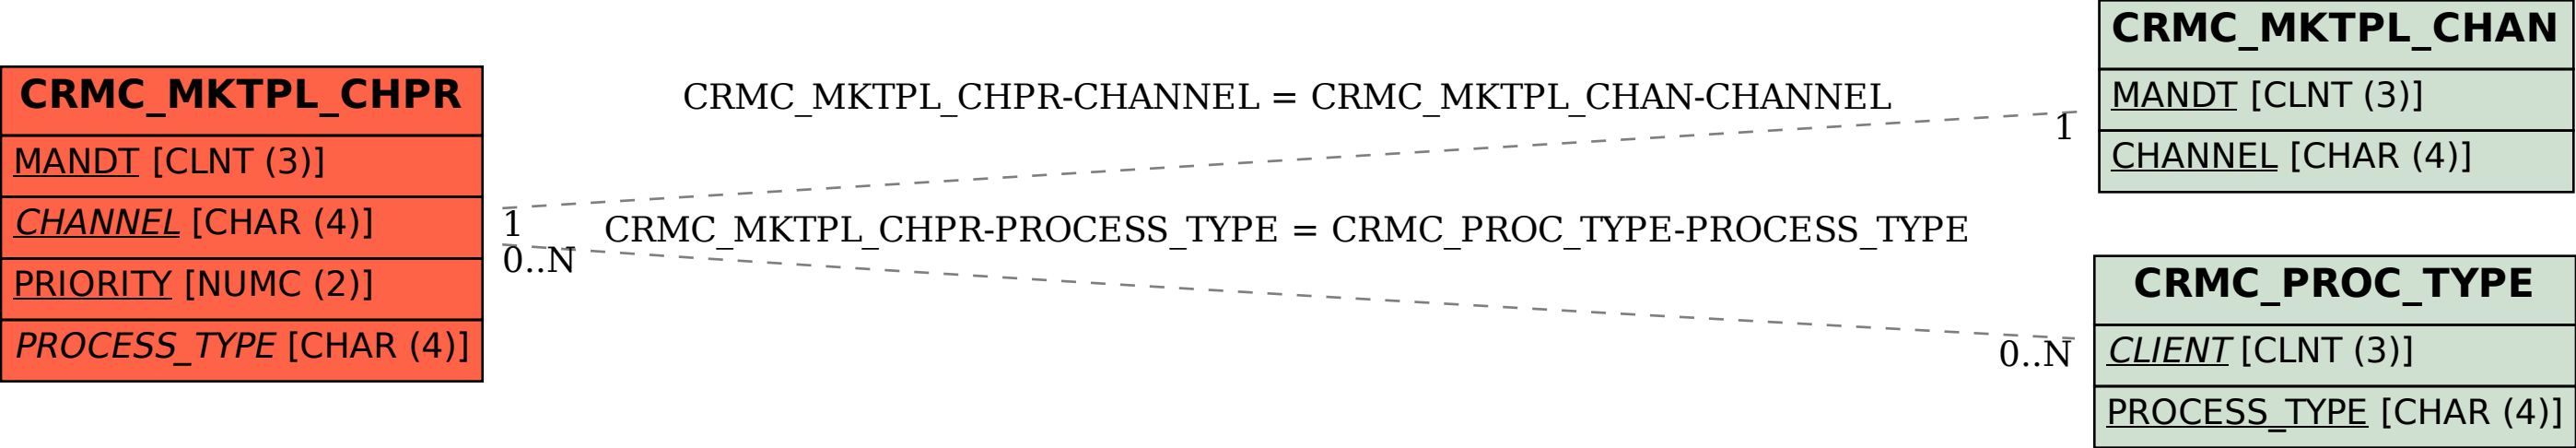 CRMC_MKTPL_CHPR
MANDT [CLNT (3)]
CHANNEL [CHAR (4)]
PRIORITY [NUMC (2)]
PROCESS_TYPE [CHAR (4)]
CRMC_MKTPL_CHPR-CHANNEL = CRMC_MKTPL_CHAN-CHANNEL
1
1
CRMC_MKTPL_CHPR-PROCESS_TYPE = CRMC_PROC_TYPE-PROCESS_TYPE
0..N
0..N
CRMC_MKTPL_CHAN
MANDT [CLNT (3)]
CHANNEL [CHAR (4)]
CRMC_PROC_TYPE
CLIENT [CLNT (3)]
PROCESS_TYPE [CHAR (4)]